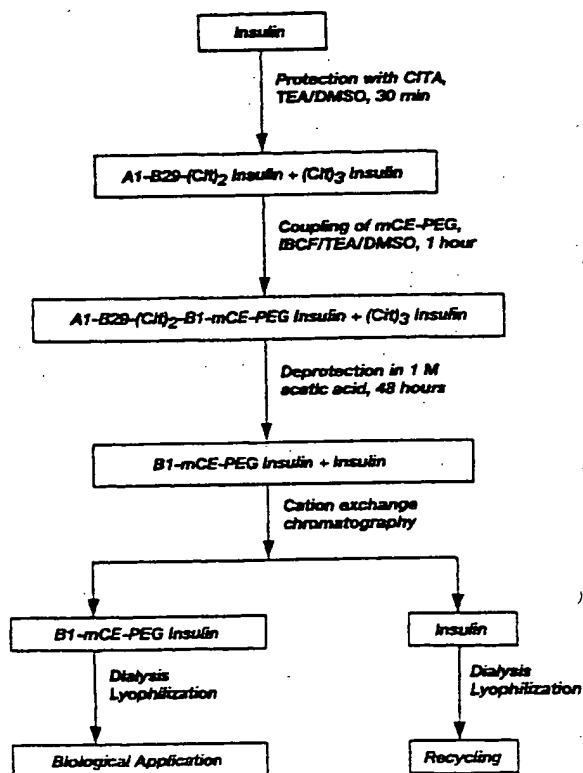 Insulin
Protection with CITA,
TEA/DMSO, 30 min
A1-B29-(Cit)2 Insulin + (Cit)3 Insulin
Coupling of mCE-PEG,
IBCF/TEA/DMSO, 1 hour
A1-B29-(Cit)2-B1-mCE-PEG Insulin + (Cit)3 Insulin
Deprotection in 1 M
acetic acid, 48 hours
B1-mCE-PEG Insulin + Insulin
Cation exchange
chromatography
B1-mCE-PEG Insulin
Insulin
Dialysis
Lyophilization
Dialysis
Lyophilization
Biological Application
Recycling